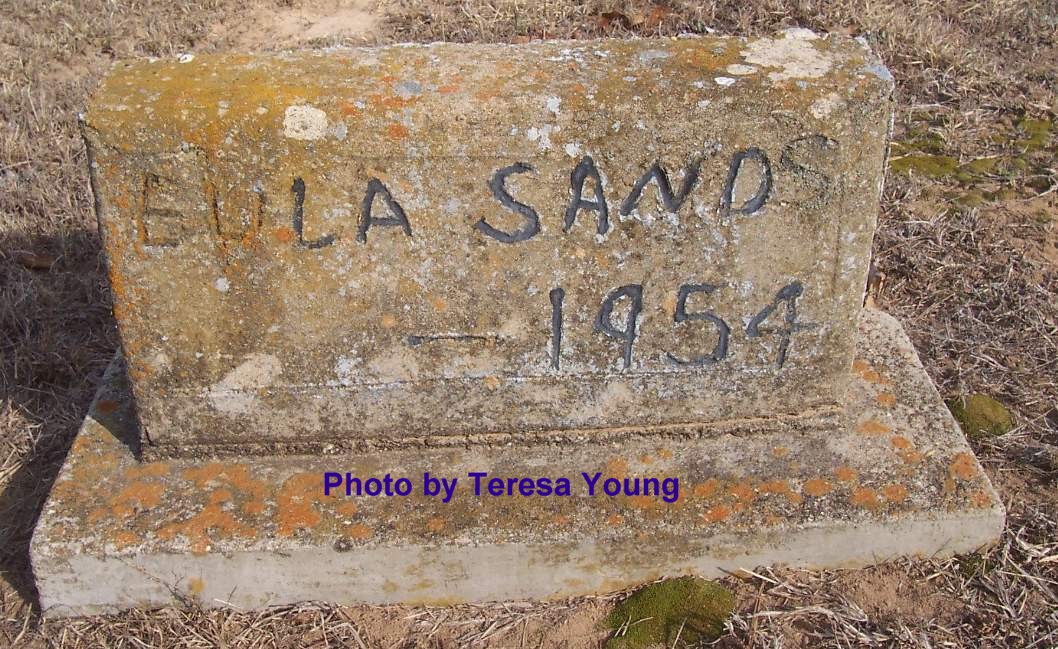 EULA SANDS
— 1954
Photo by Teresa Young